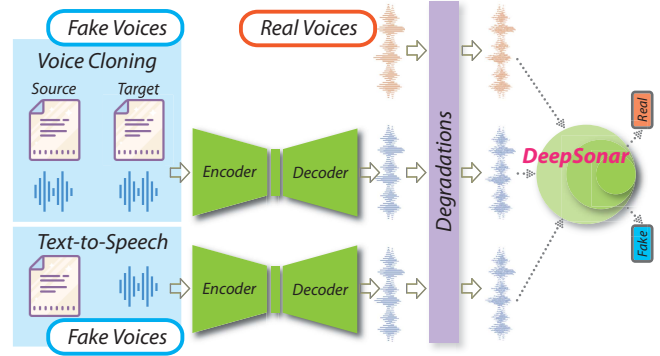 Fake Voices
Real Voices
Voice Cloning
Source
Target
Encoder
Decoder
Degradations
DeepSonar
Real
Fake
Text-to-Speech
Encoder
Decoder
Fake Voices